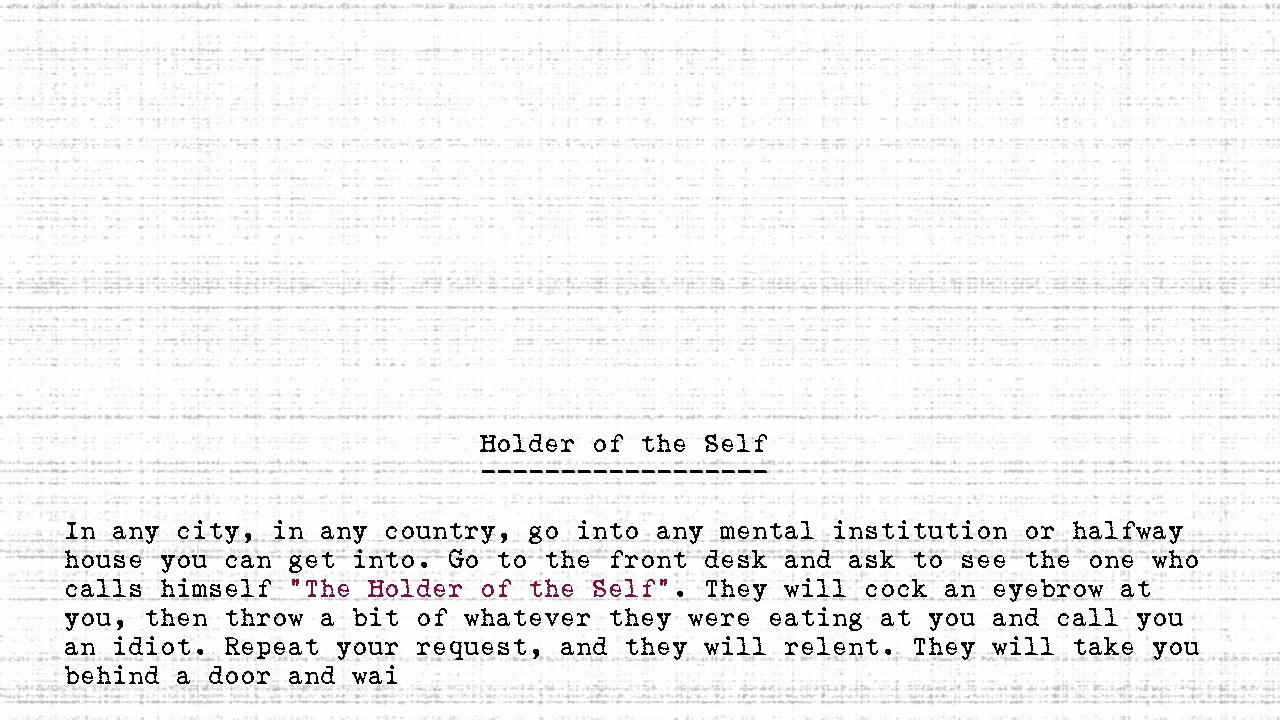 Holder of the Self
------------------
In any city, in any country, go into any mental institution or halfway
house you can get into. Go to the front desk and ask to see the one who
calls himself "The Holder of the Self". They will cock an eyebrow at
you, then throw a bit of whatever they were eating at you and call you
an idiot. Repeat your request, and they will relent. They will take you
behind a door and wai